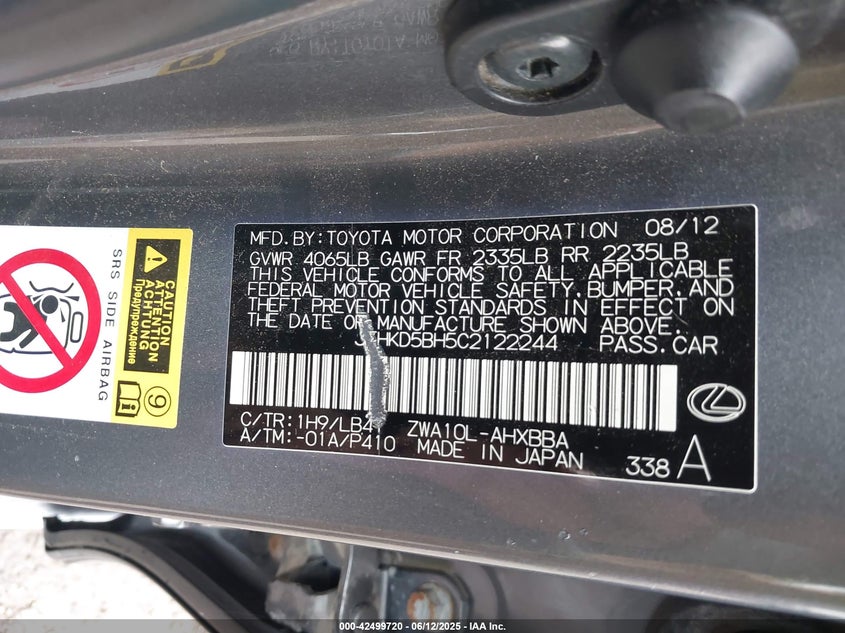 SRS SIDE AIRBAG
CAUTION
ATTENTION
ACHTUNG
Предупреждение
9
MFD. BY: TOYOTA MOTOR CORPORATION 08/12
GVWR 4065LB GAWR FR 2335LB RR 2235LB
THIS VEHICLE CONFORMS TO ALL APPLICABLE
FEDERAL MOTOR VEHICLE SAFETY, BUMPER, AND
THEFT PREVENTION STANDARDS IN EFFECT ON
THE DATE OF MANUFACTURE SHOWN ABOVE.
JTHKD5BH5C2122244 PASS. CAR
C/TR: 1H9/LB41 ZWA10L-AHXBBA
A/TM: -01A/P410 MADE IN JAPAN
338 A
000-42499720 - 06/12/2025 - IAA Inc.